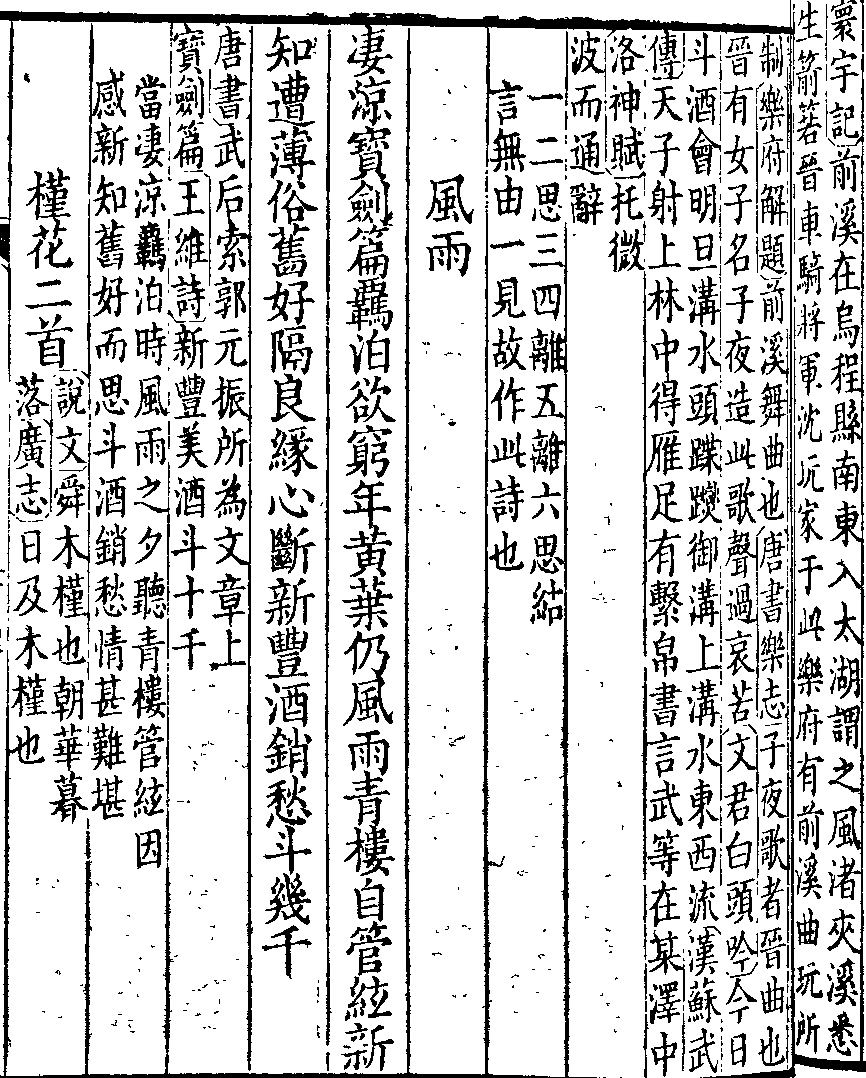 寰宇記前溪在烏程縣南東入太湖謂之風渚夾溪悉
生箭箬晉車騎將軍沈玩家于此樂府有前溪曲玩所
制樂府解題前溪舞曲也唐書樂志子夜歌者晉曲也
晉有女子名子夜造此歌聲過哀苦文君白頭吟今日
斗酒會明旦溝水頭蹀躞御溝上溝水東西流漢蘇武
傳天子射上林中得雁足有繫帛書言武等在某澤中
洛神賦托微
波而通辭
一二思三四離五離六思結
言無由一見故作此詩也
風雨
凄涼寶劍篇羈泊欲窮年黃葉仍風雨青樓自管絃新
知遭薄俗舊好隔良緣心斷新豐酒銷愁斗幾千
唐書武后索郭元振所為文章上
寶劍篇王維詩新豐美酒斗十千
當凄涼羈泊時風雨之夕聽青樓管絃因
感新知舊好而思斗酒銷愁情甚難堪
槿花二首
說文舜木槿也朝華暮
落廣志日及木槿也